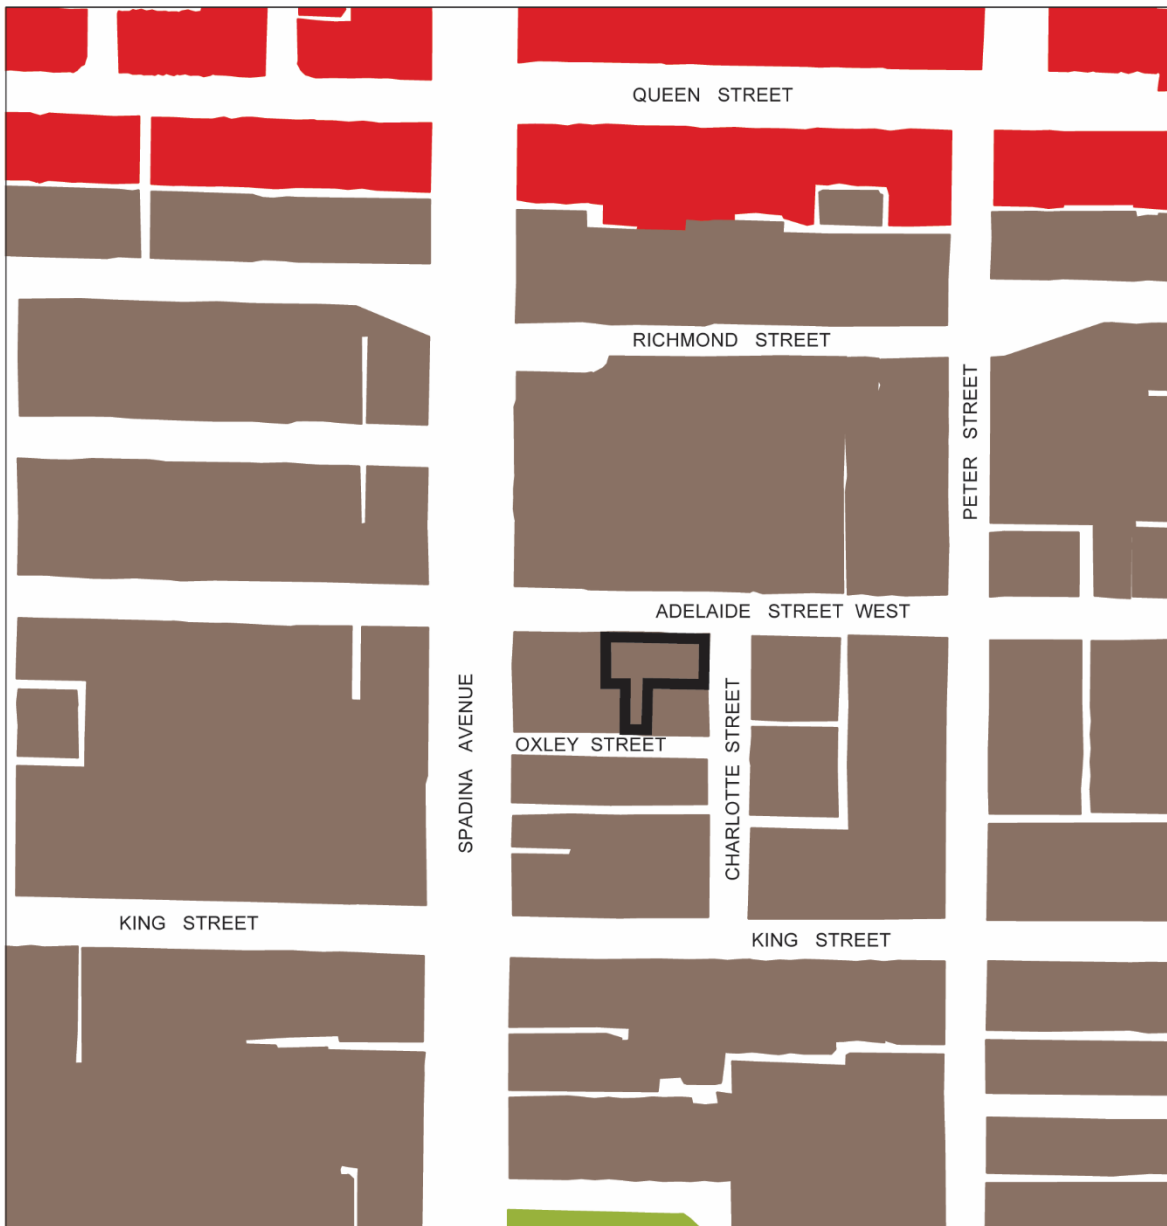 QUEEN STREET
RICHMOND STREET
PETER STREET
ADELAIDE STREET WEST
SPADINA AVENUE
OXLEY STREET
CHARLOTTE STREET
KING STREET
KING STREET